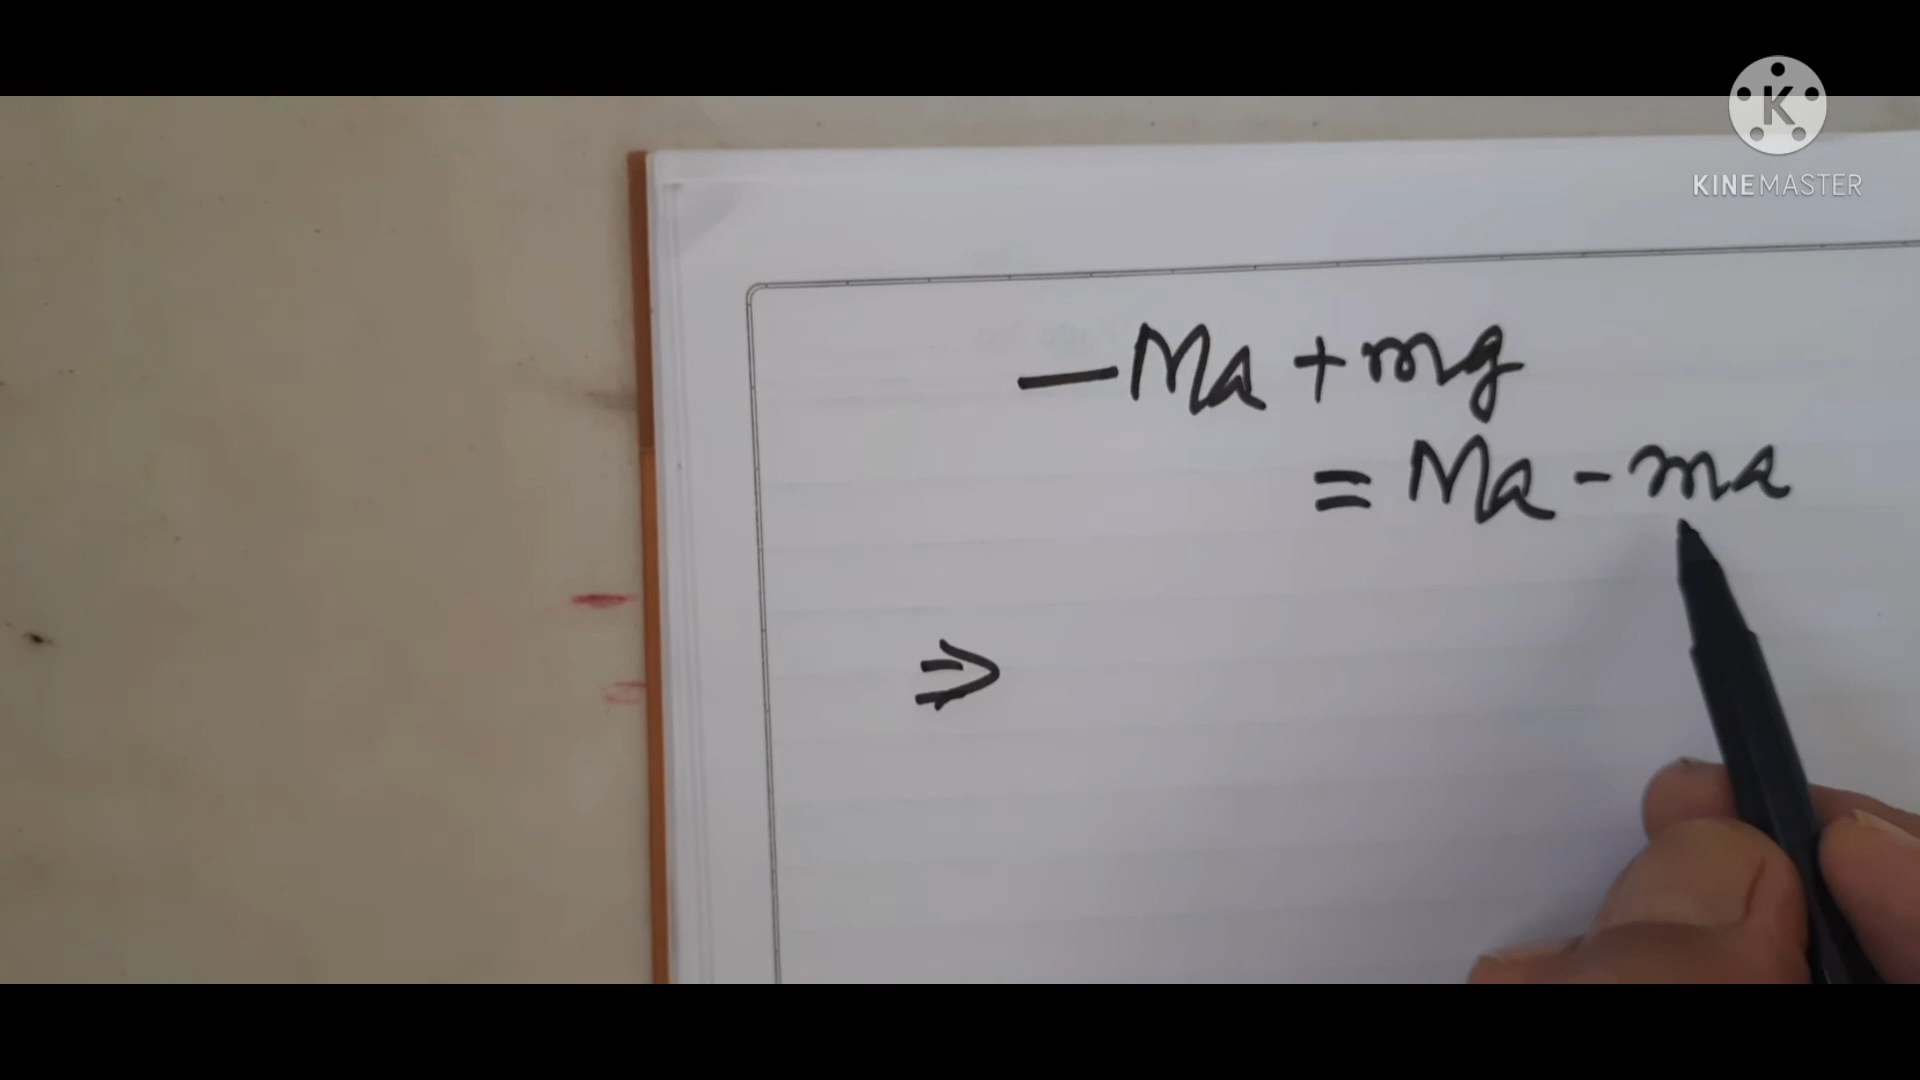 K
KINEMASTER
-Ma + mg
= Ma - ma
⇒